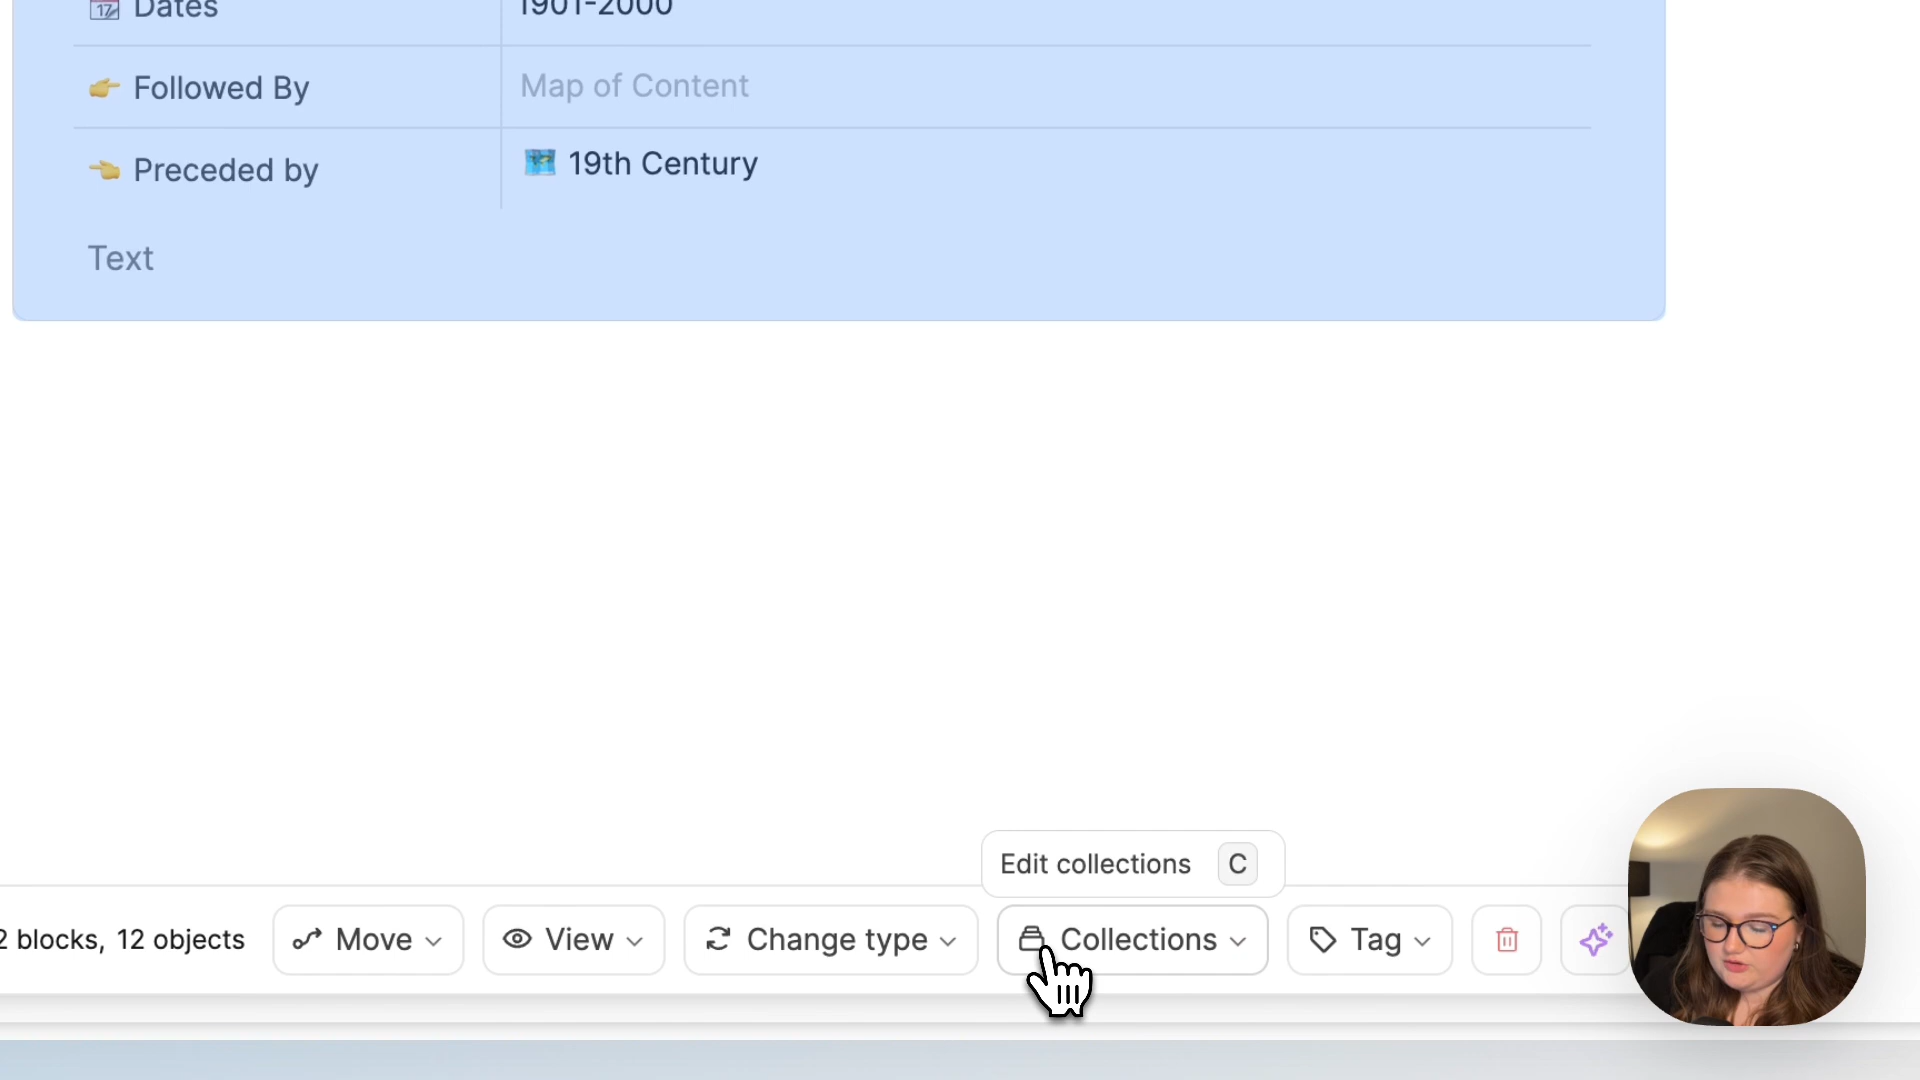 Dates 1901-2000
Followed By Map of Content
Preceded by 19th Century
Text
Edit collections C
2 blocks, 12 objects Move View Change type Collections Tag